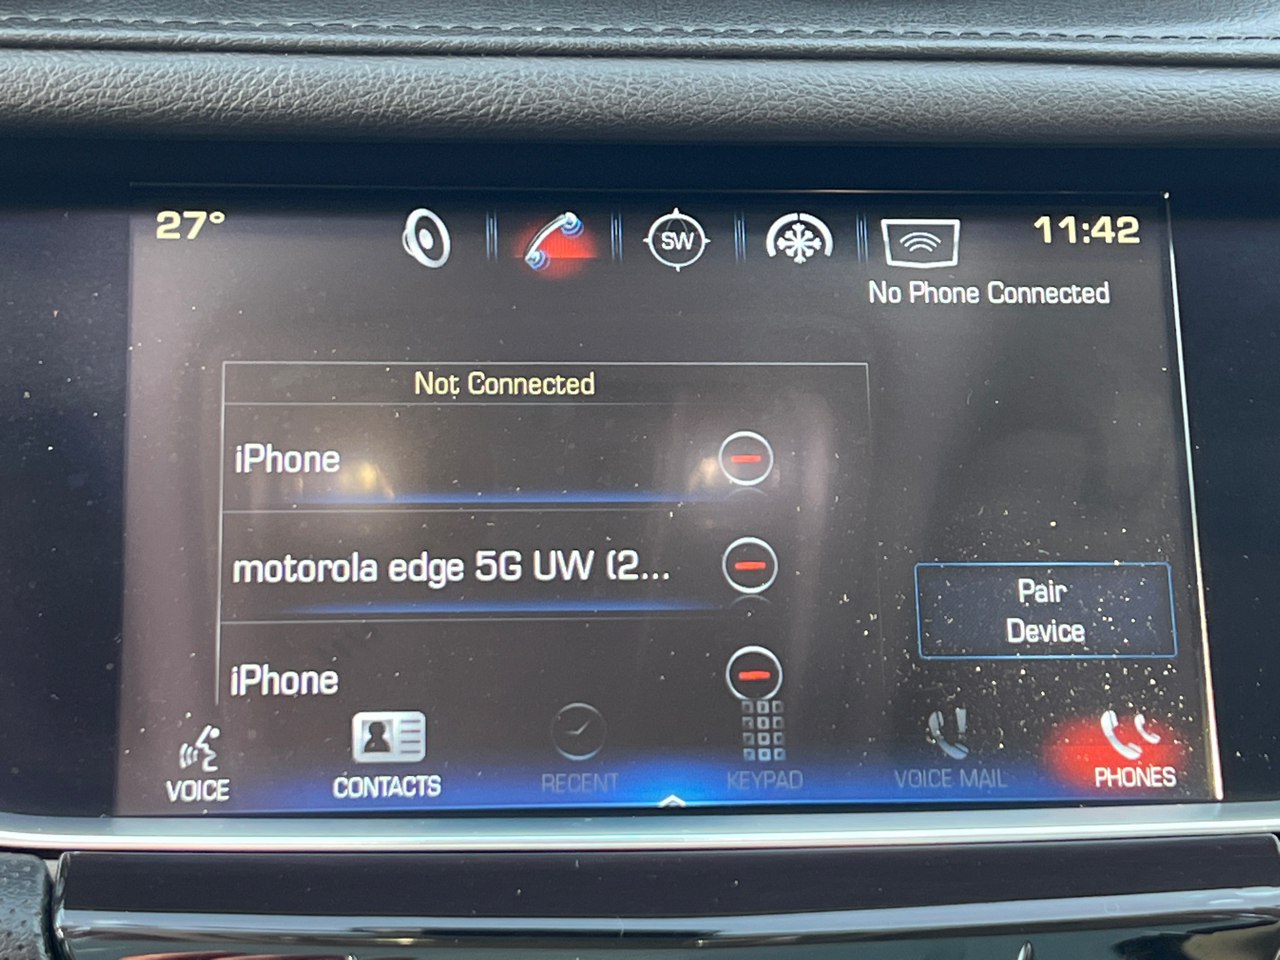 27°
SW
11:42
No Phone Connected
Not Connected
iPhone
motorola edge 5G UW (2...
iPhone
Pair
Device
VOICE
CONTACTS
RECENT
KEYPAD
VOICE MAIL
PHONES